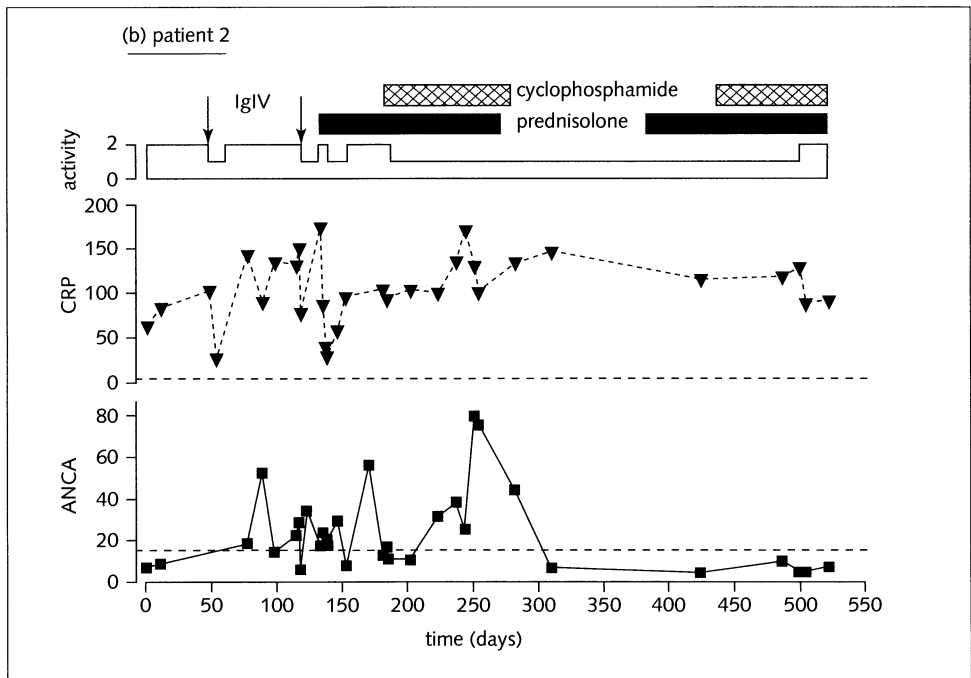 (b) patient 2
IgIV
cyclophosphamide
prednisolone
activity
2
0
CRP
200
150
100
50
0
ANCA
80
60
40
20
0
0 50 100 150 200 250 300 350 400 450 500 550
time (days)